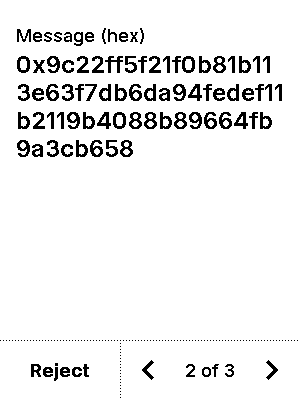 Message (hex)
0x9c22ff5f21f0b81b11
3e63f7db6da94fedef11
b2119b4088b89664fb
9a3cb658
Reject
2 of 3